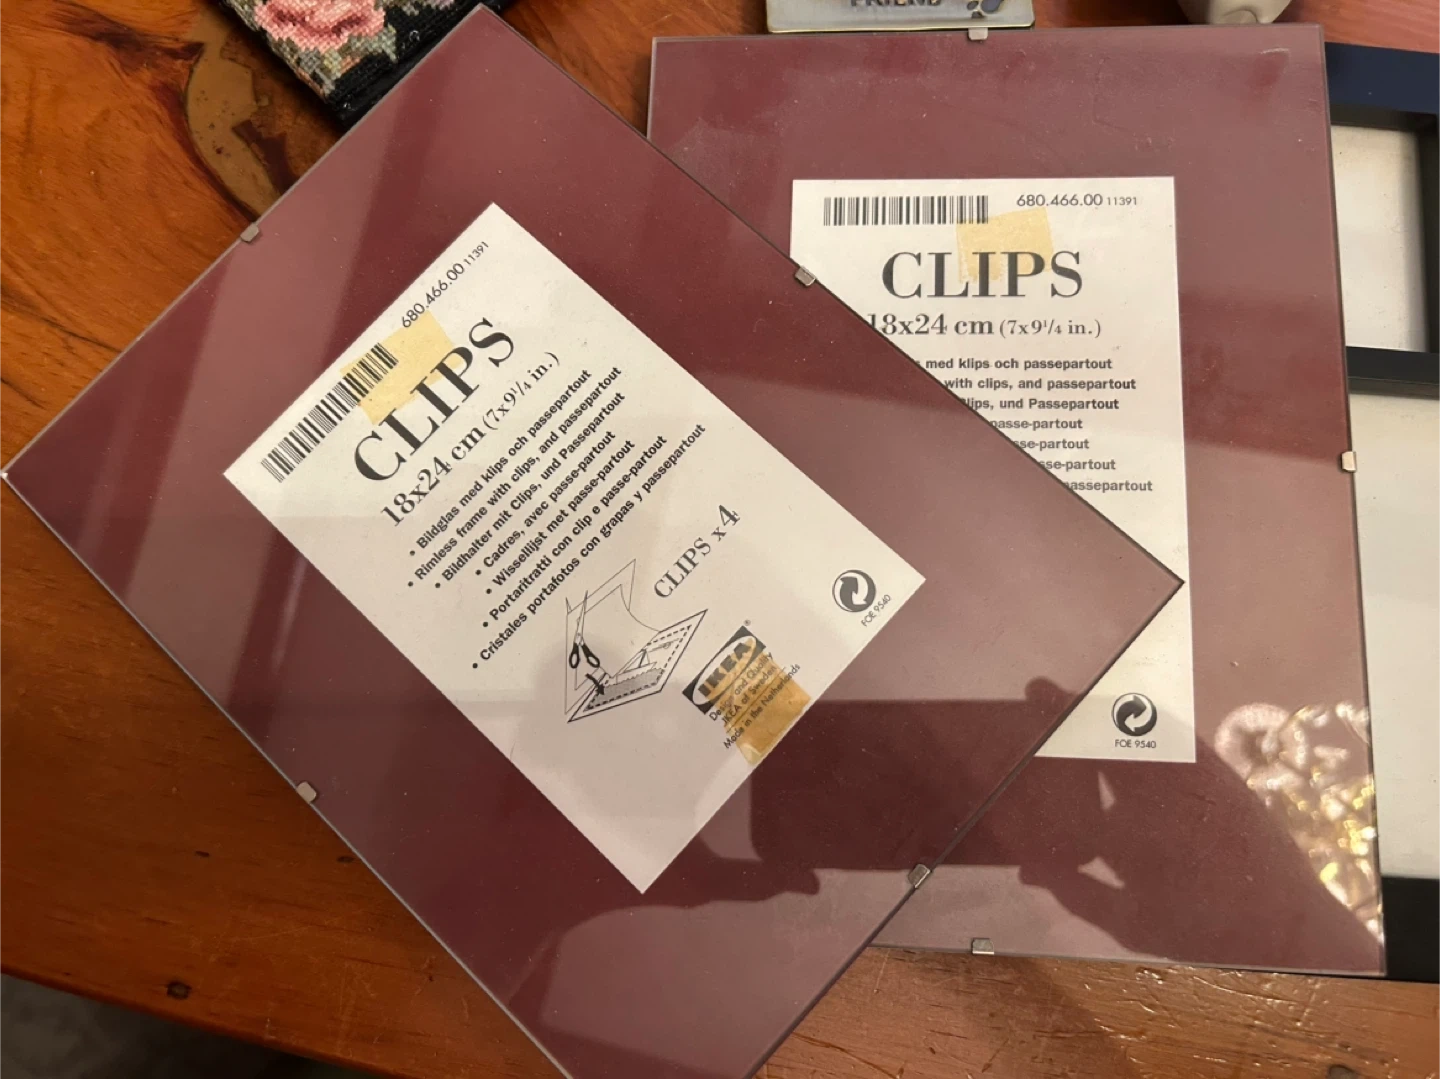 FRIEND
680.466.00 11391
CLIPS
18x24 cm (7x9¹/₄ in.)
• Bildglas med klips och passepartout
• Rimless frame with clips, and passepartout
• Bildhalter mit Clips, und Passepartout
• Cadres, avec passe-partout
• Wissellijst met passe-partout
• Portaritratti con clip e passe-partout
• Cristales portafotos con grapas y passepartout
CLIPS x 4
IKEA®
Design and Quality
IKEA of Sweden
Made in the Netherlands
FOE 9540
680.466.00 11391
CLIPS
18x24 cm (7x9¹/₄ in.)
med klips och passepartout
with clips, and passepartout
Clips, und Passepartout
passe-partout
passe-partout
passe-partout
passepartout
FOE 9540